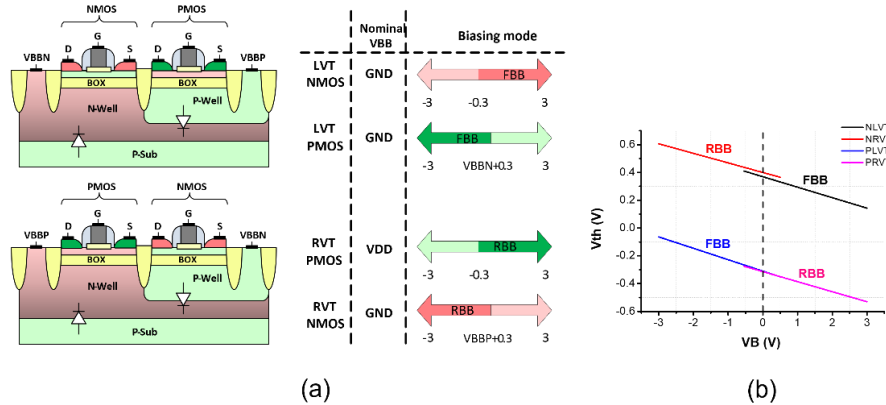 NMOS PMOS
VBBN D G S D G S VBBP
BOX BOX
N-Well
P-Well
P-Sub
PMOS NMOS
VBBP D G S D G S VBBN
BOX BOX
N-Well
P-Well
P-Sub
Nominal
VBB
Biasing mode
LVT
NMOS
GND
FBB
-3 -0.3 3
LVT
PMOS
GND
FBB
-3 VBBN+0.3 3
RVT
PMOS
VDD
RBB
-3 -0.3 3
RVT
NMOS
GND
RBB
-3 VBBP+0.3 3
(a)
NLVT
NRVT
PLVT
PRVT
RBB
FBB
FBB
RBB
Vth (V)
0.6
0.4
0.2
0.0
-0.2
-0.4
-0.6
-3 -2 -1 0 1 2 3
VB (V)
(b)